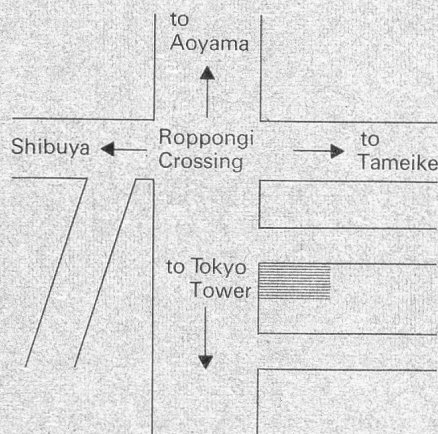 to
Aoyama
Shibuya
Roppongi
Crossing
to
Tameike
to Tokyo
Tower